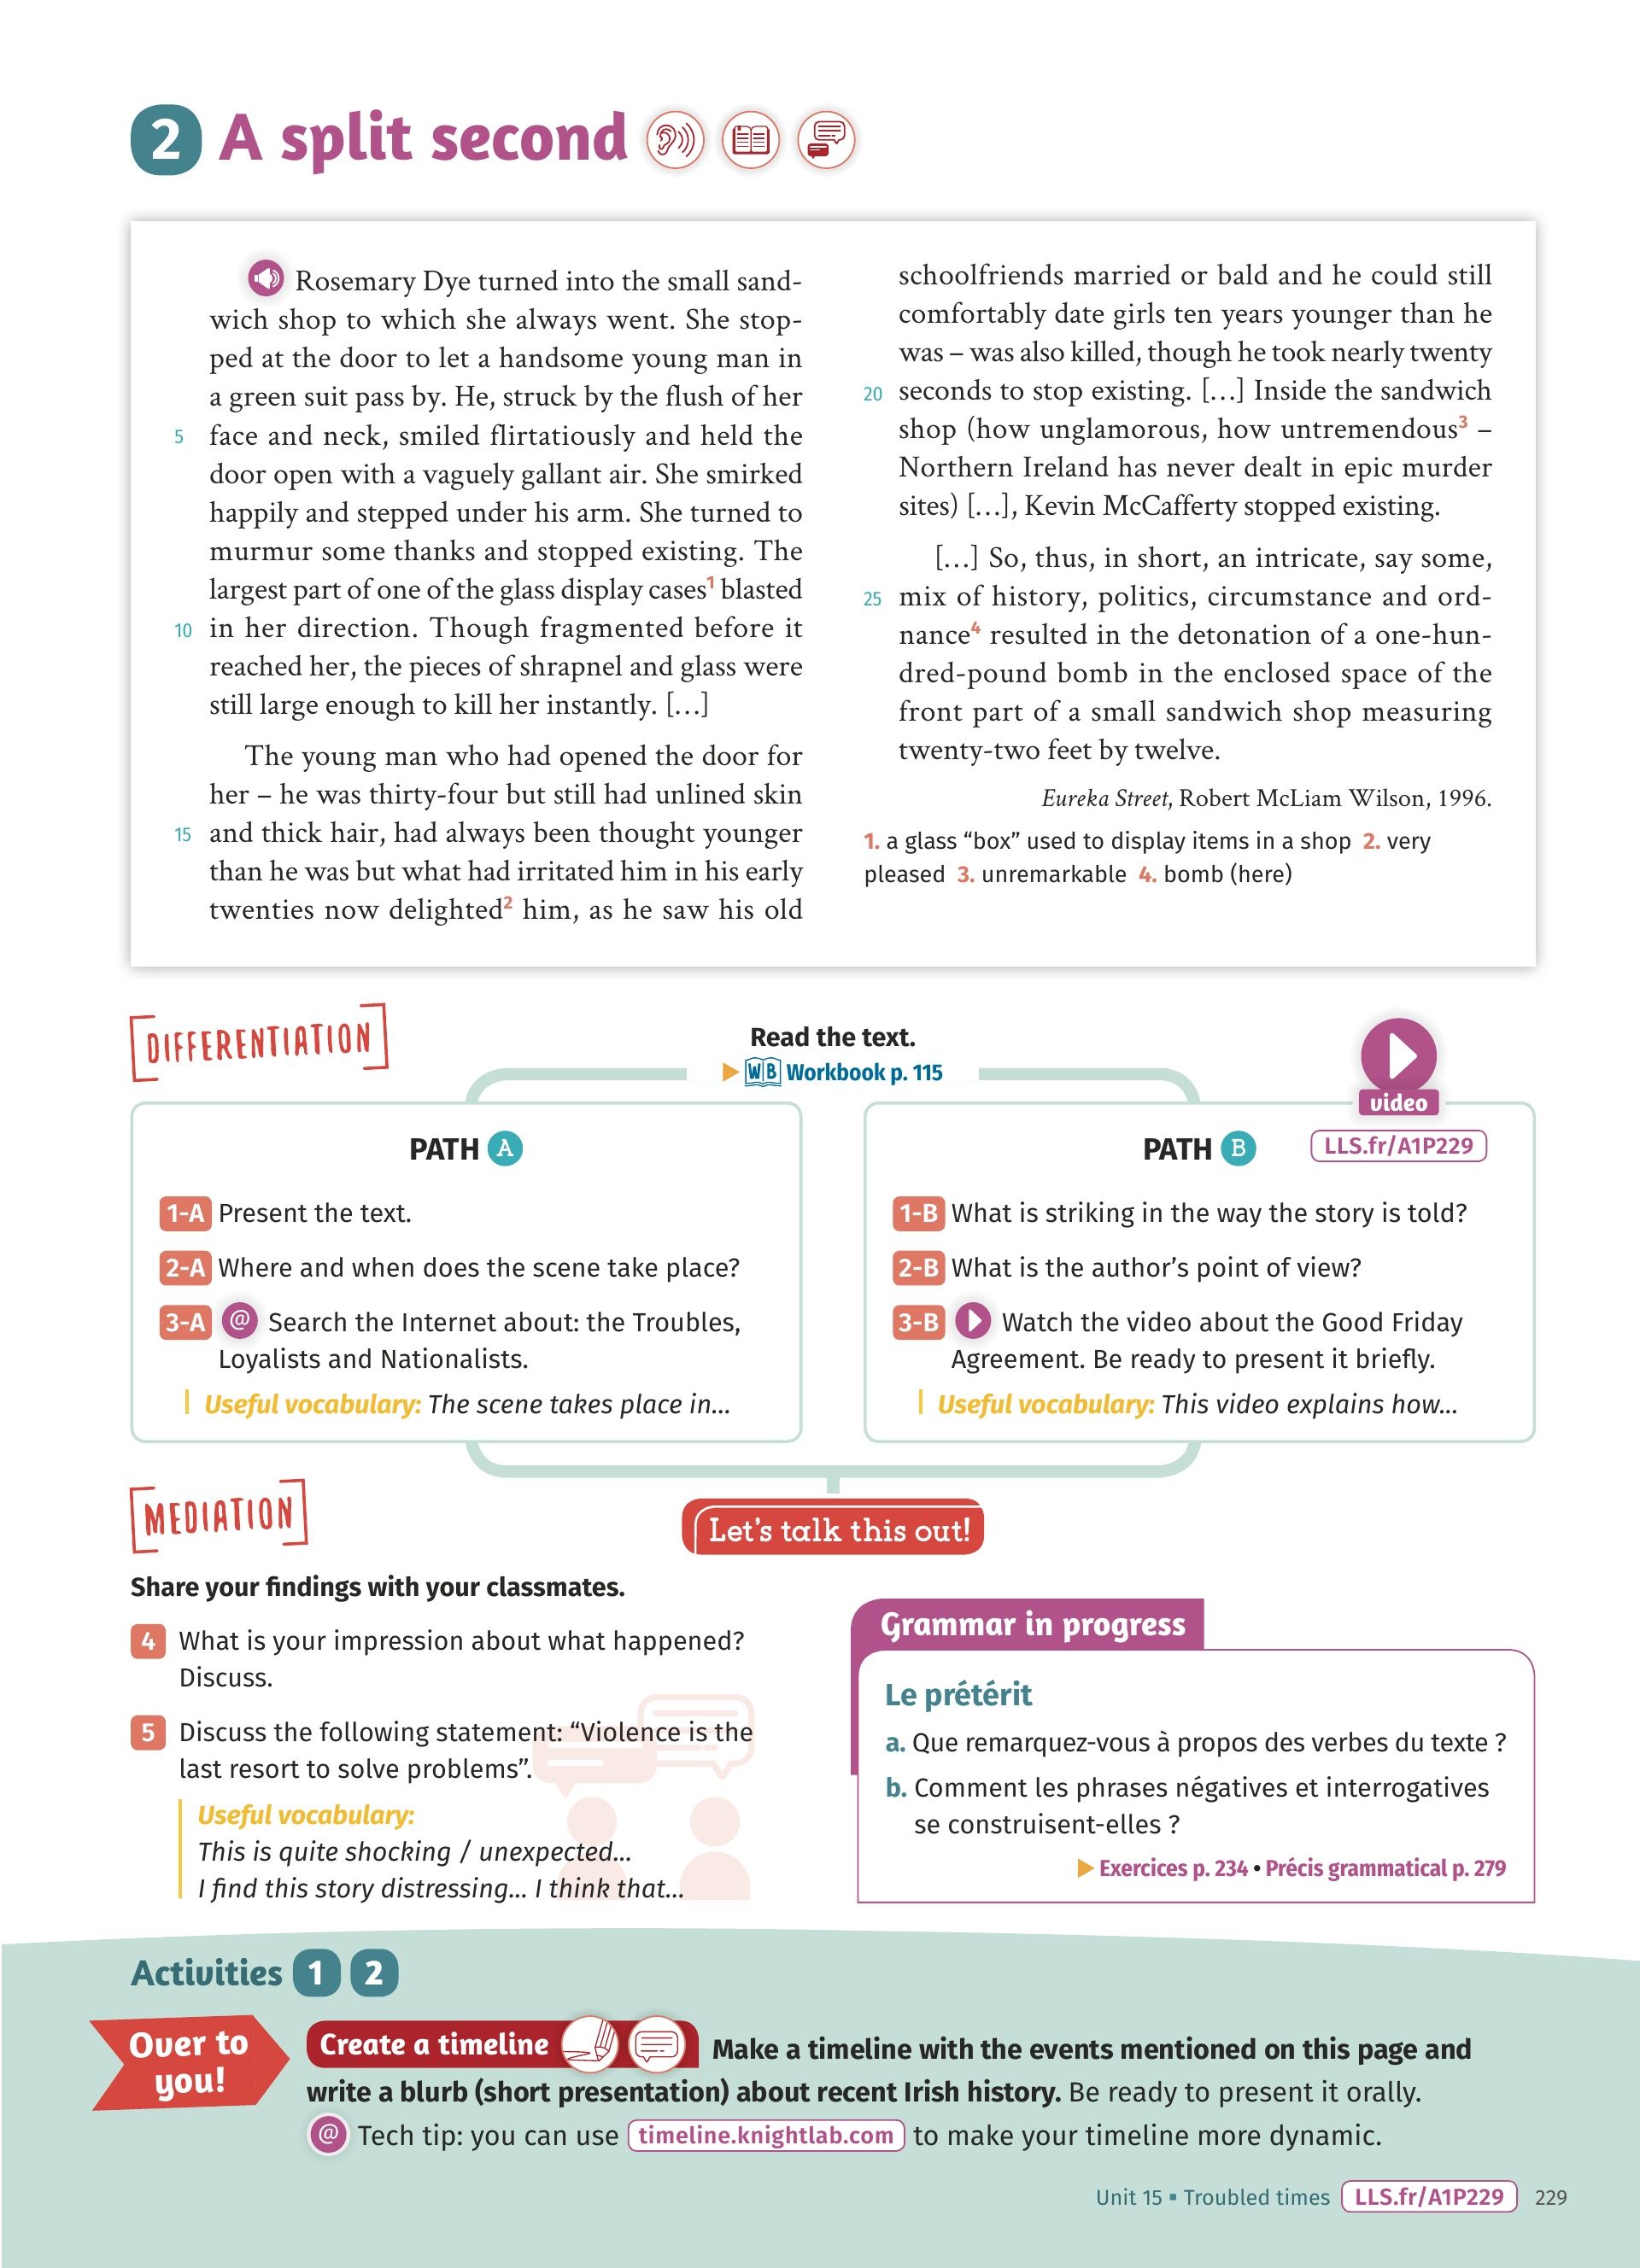 2 A split second
Rosemary Dye turned into the small sand-
wich shop to which she always went. She stop-
ped at the door to let a handsome young man in
a green suit pass by. He, struck by the flush of her
5 face and neck, smiled flirtatiously and held the
door open with a vaguely gallant air. She smirked
happily and stepped under his arm. She turned to
murmur some thanks and stopped existing. The
largest part of one of the glass display cases1 blasted
10 in her direction. Though fragmented before it
reached her, the pieces of shrapnel and glass were
still large enough to kill her instantly. […]
The young man who had opened the door for
her – he was thirty-four but still had unlined skin
15 and thick hair, had always been thought younger
than he was but what had irritated him in his early
twenties now delighted2 him, as he saw his old
schoolfriends married or bald and he could still
comfortably date girls ten years younger than he
was – was also killed, though he took nearly twenty
20 seconds to stop existing. […] Inside the sandwich
shop (how unglamorous, how untremendous3 –
Northern Ireland has never dealt in epic murder
sites) […], Kevin McCafferty stopped existing.
[…] So, thus, in short, an intricate, say some,
25 mix of history, politics, circumstance and ord-
nance4 resulted in the detonation of a one-hun-
dred-pound bomb in the enclosed space of the
front part of a small sandwich shop measuring
twenty-two feet by twelve.
Eureka Street, Robert McLiam Wilson, 1996.
1. a glass “box” used to display items in a shop 2. very
pleased 3. unremarkable 4. bomb (here)
DIFFERENTIATION
Read the text.
WB Workbook p. 115
video
PATH A
1-A Present the text.
2-A Where and when does the scene take place?
3-A @ Search the Internet about: the Troubles,
Loyalists and Nationalists.
Useful vocabulary: The scene takes place in...
PATH B LLS.fr/A1P229
1-B What is striking in the way the story is told?
2-B What is the author’s point of view?
3-B Watch the video about the Good Friday
Agreement. Be ready to present it briefly.
Useful vocabulary: This video explains how...
MEDIATION
Let’s talk this out!
Share your findings with your classmates.
4 What is your impression about what happened?
Discuss.
5 Discuss the following statement: “Violence is the
last resort to solve problems”.
Useful vocabulary:
This is quite shocking / unexpected...
I find this story distressing... I think that...
Grammar in progress
Le prétérit
a. Que remarquez-vous à propos des verbes du texte ?
b. Comment les phrases négatives et interrogatives
se construisent-elles ?
Exercices p. 234 • Précis grammatical p. 279
Activities 1 2
Over to
you!
Create a timeline Make a timeline with the events mentioned on this page and
write a blurb (short presentation) about recent Irish history. Be ready to present it orally.
@ Tech tip: you can use timeline.knightlab.com to make your timeline more dynamic.
Unit 15 ▪ Troubled times LLS.fr/A1P229 229